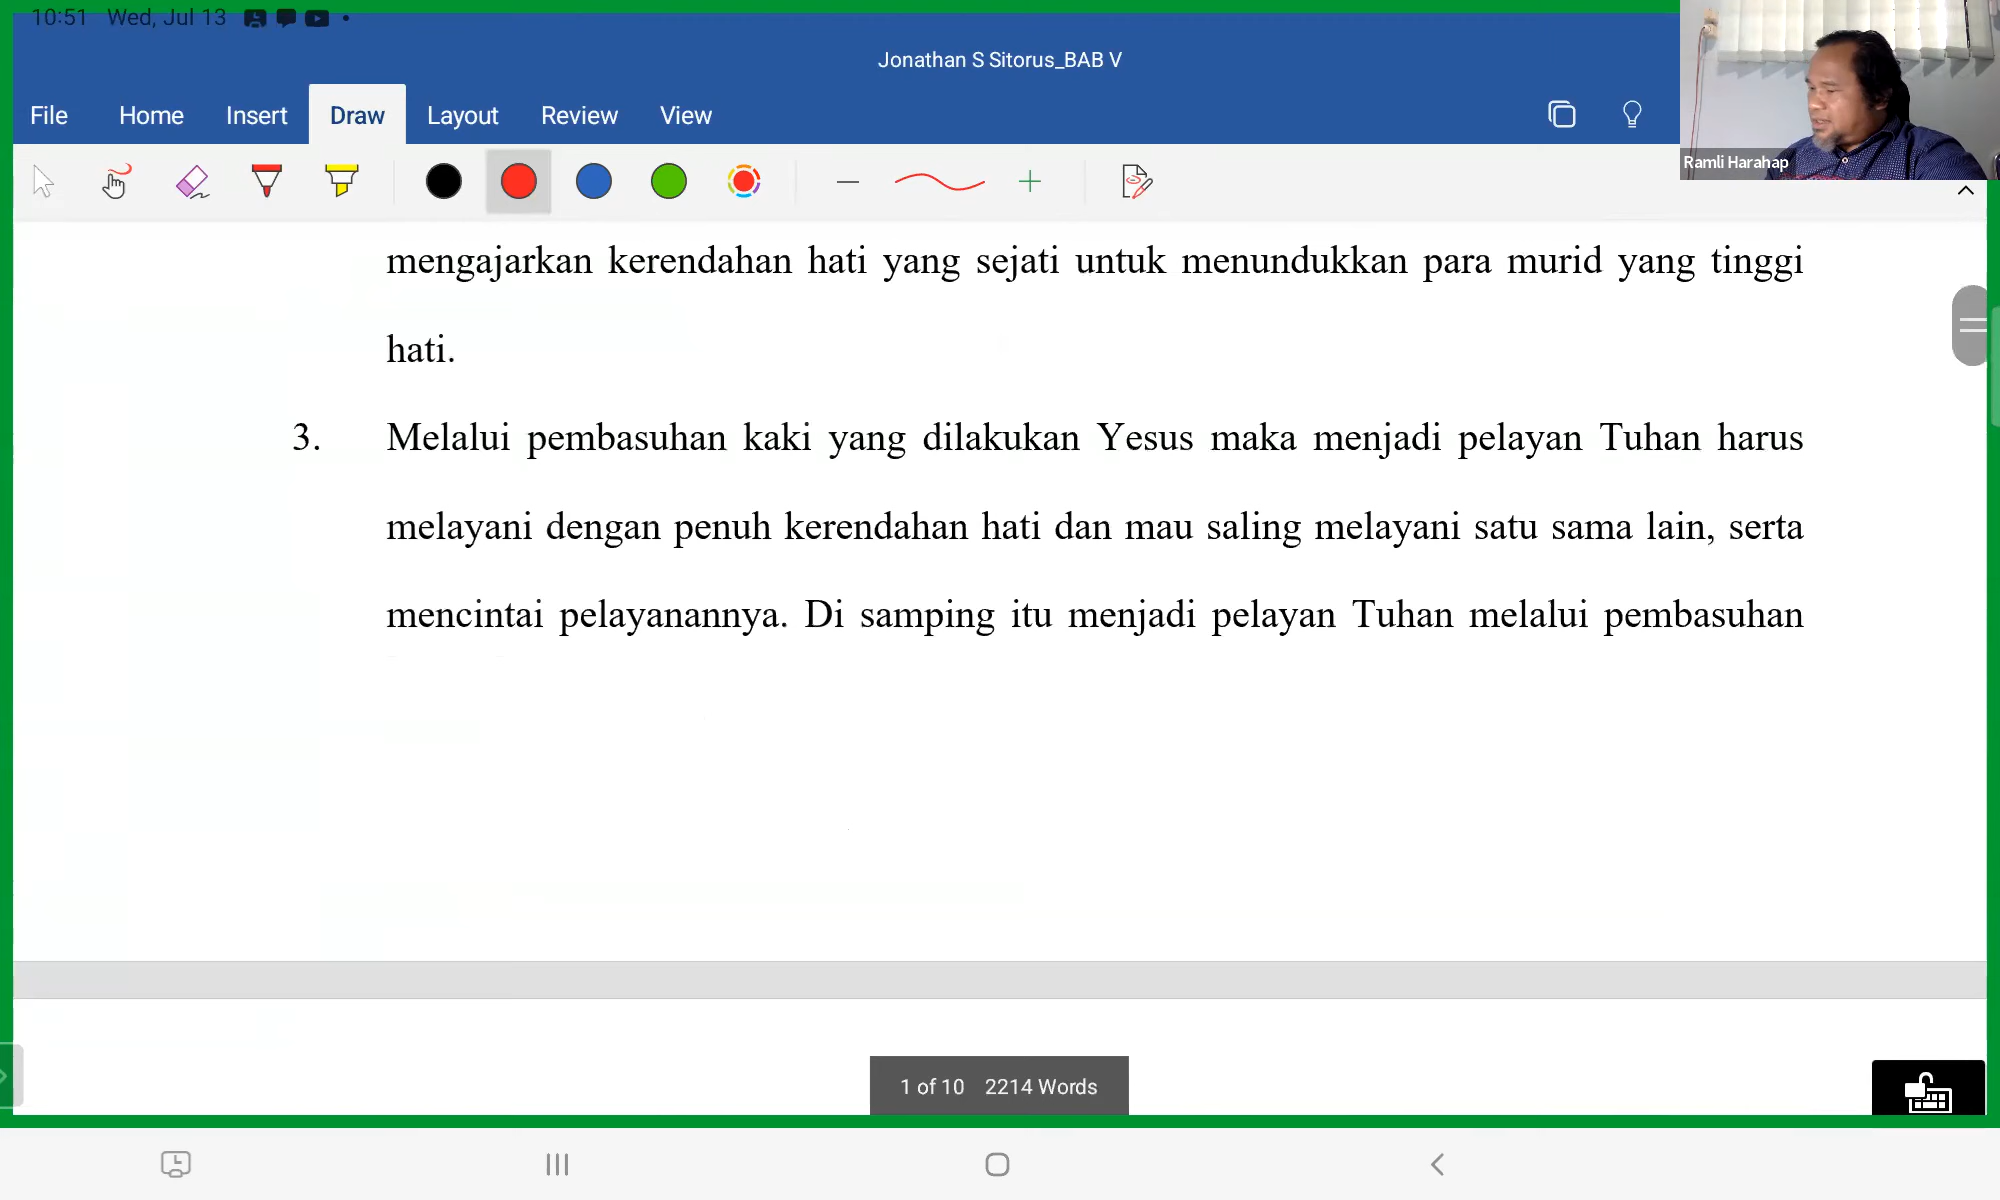 10:51 Wed, Jul 13
Jonathan S Sitorus_BAB V
File Home Insert Draw Layout Review View
Ramli Harahap
mengajarkan kerendahan hati yang sejati untuk menundukkan para murid yang tinggi
hati.
3. Melalui pembasuhan kaki yang dilakukan Yesus maka menjadi pelayan Tuhan harus
melayani dengan penuh kerendahan hati dan mau saling melayani satu sama lain, serta
mencintai pelayanannya. Di samping itu menjadi pelayan Tuhan melalui pembasuhan
1 of 10 2214 Words